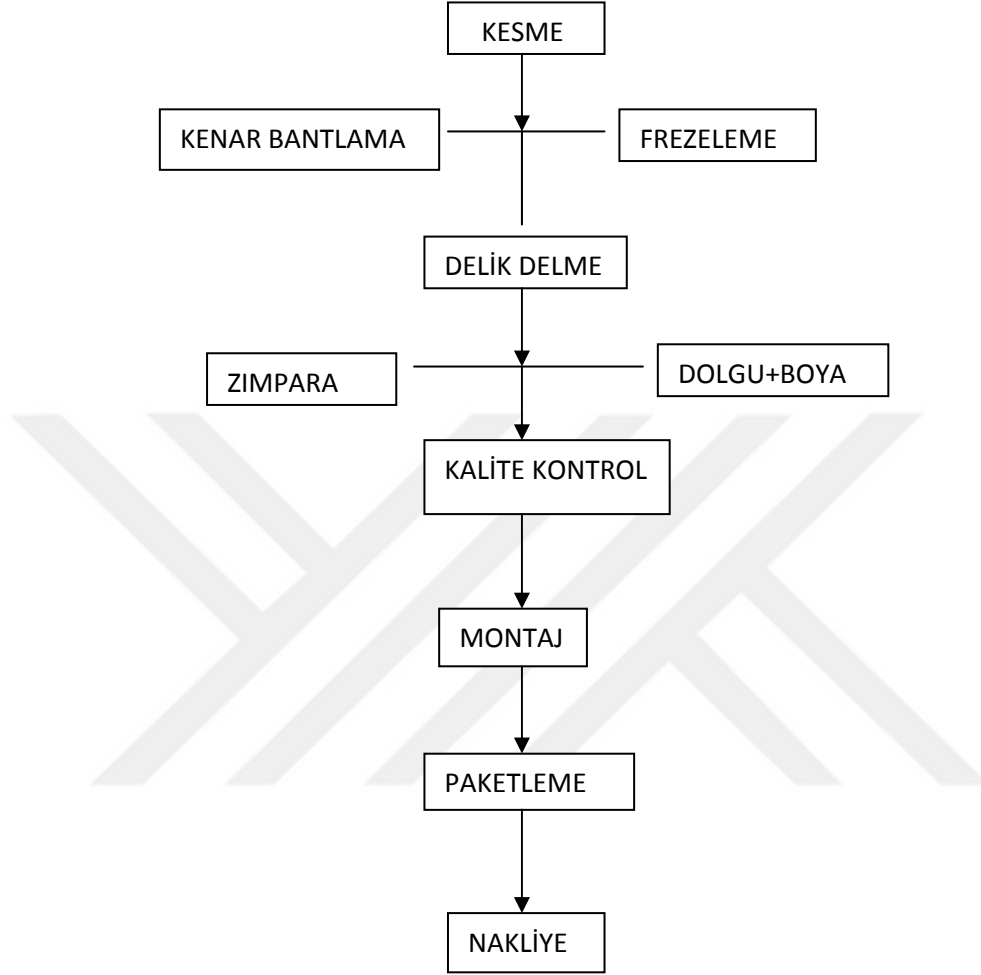 KESME
KENAR BANTLAMA
FREZELEME
DELİK DELME
ZIMPARA
DOLGU+BOYA
KALİTE KONTROL
MONTAJ
PAKETLEME
NAKLİYE